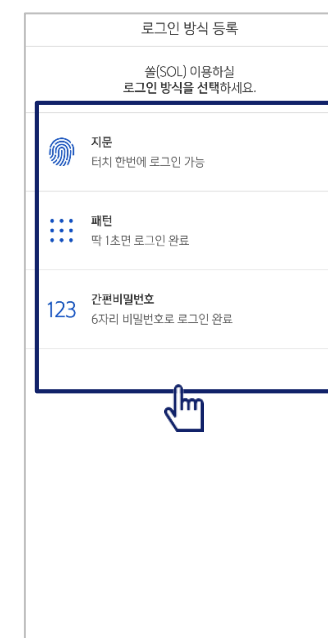 로그인 방식 등록
쏠(SOL) 이용하실
로그인 방식을 선택하세요.
지문
터치 한번에 로그인 가능
패턴
딱 1초면 로그인 완료
123
간편비밀번호
6자리 비밀번호로 로그인 완료